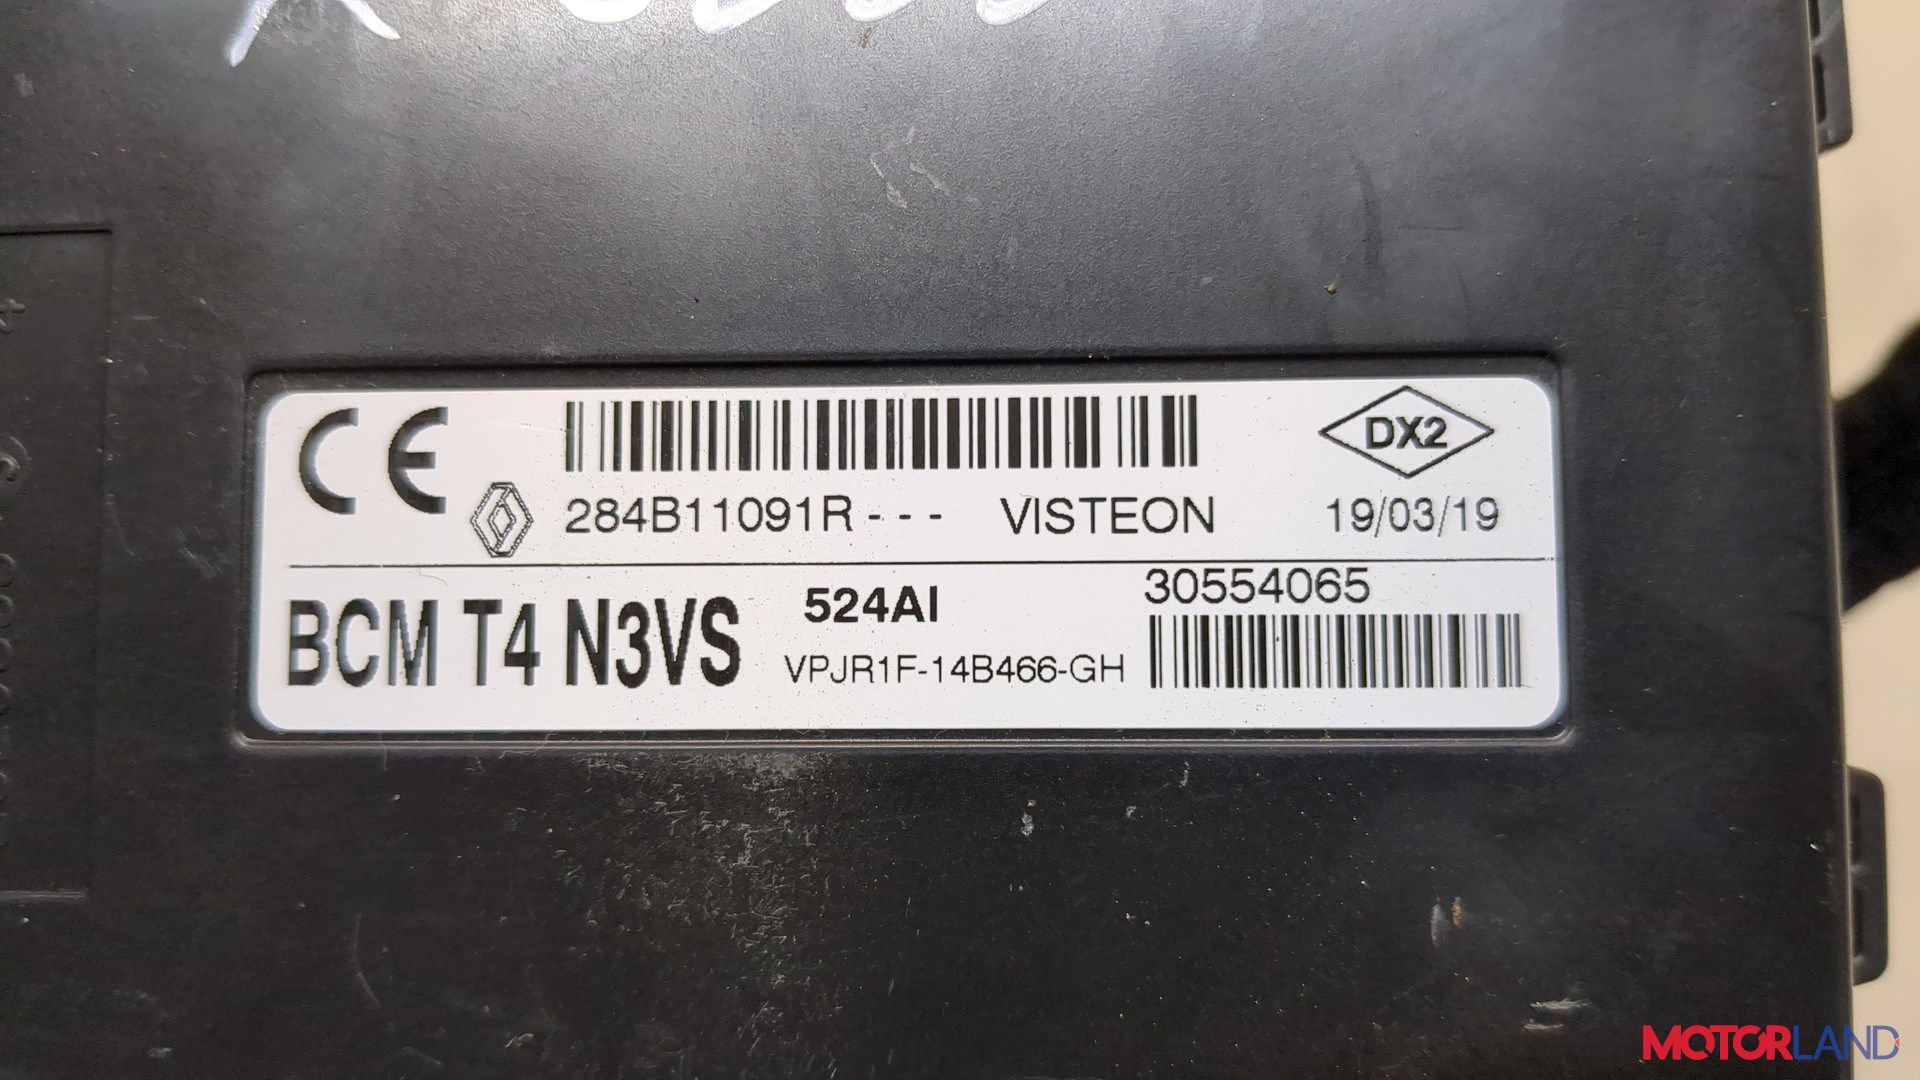 CE
DX2
284B11091R--- VISTEON 19/03/19
BCM T4 N3VS 524AI 30554065
VPJR1F-14B466-GH
MOTORLAND